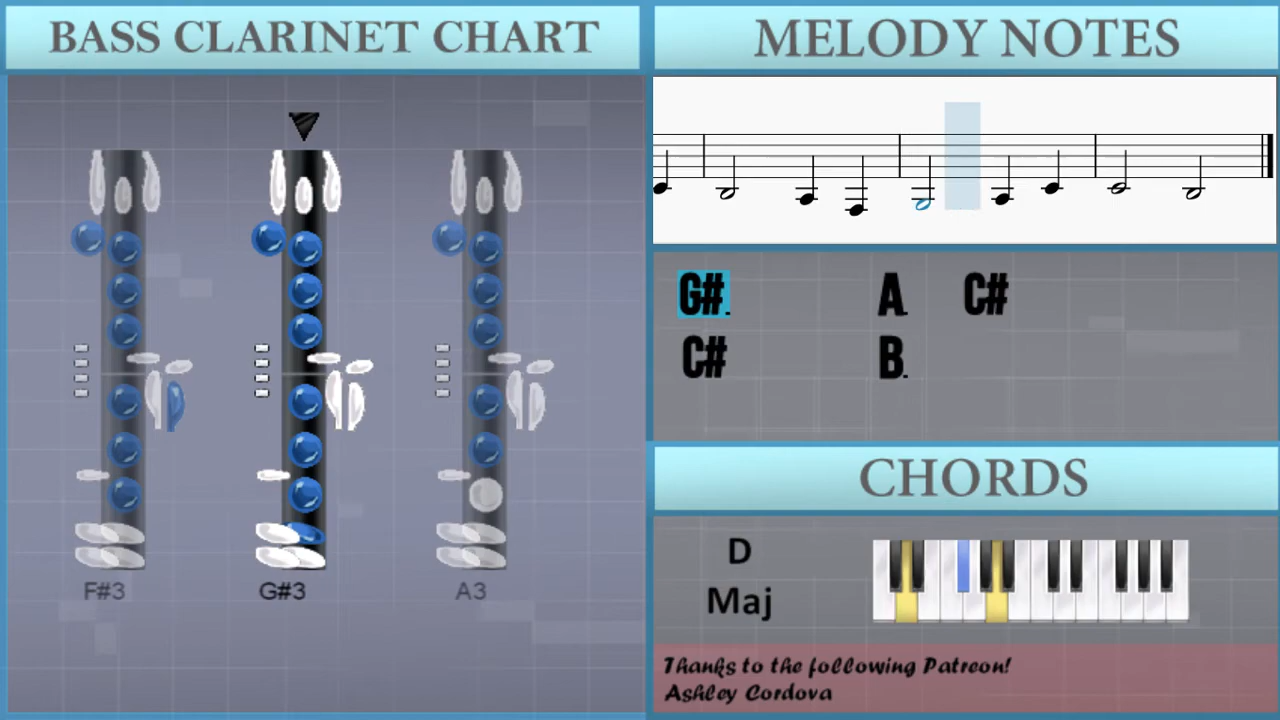 BASS CLARINET CHART
F#3
G#3
A3
MELODY NOTES
G#.
A.
C#
C#
B.
CHORDS
D
Maj
Thanks to the following Patreon!
Ashley Cordova